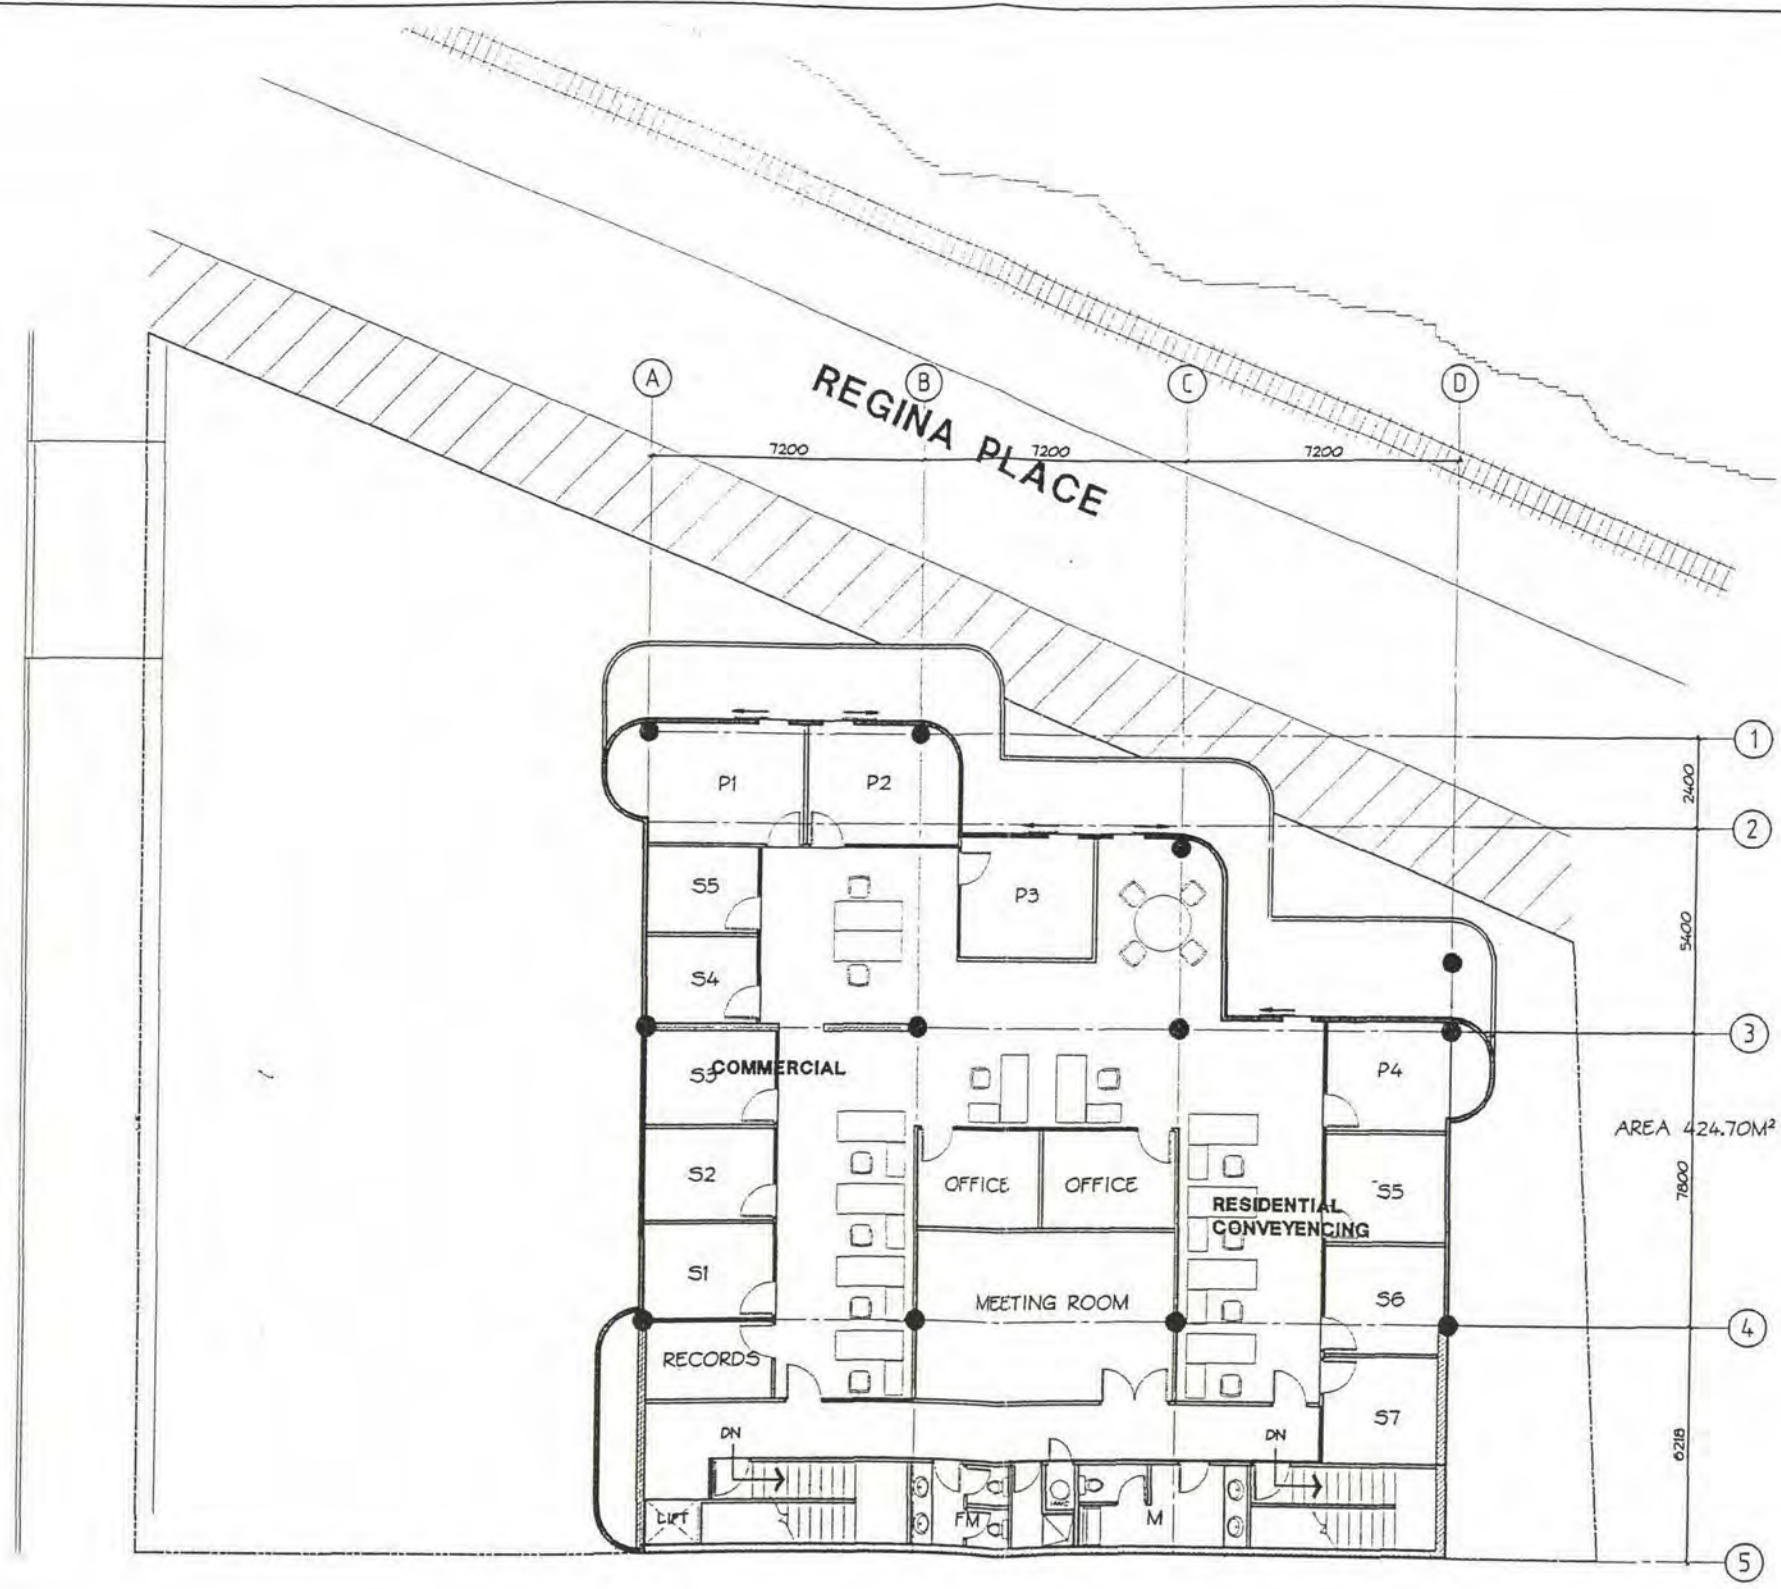 A
B
C
D
REGINA PLACE
7200
7200
7200
1
2400
P1
P2
2
S5
P3
5400
S4
3
COMMERCIAL
S3
P4
AREA 424.70M²
S2
OFFICE
OFFICE
S5
7800
RESIDENTIAL
CONVEYENCING
S1
MEETING ROOM
S6
4
RECORDS
S7
DN
DN
6218
LIFT
FM
M
5